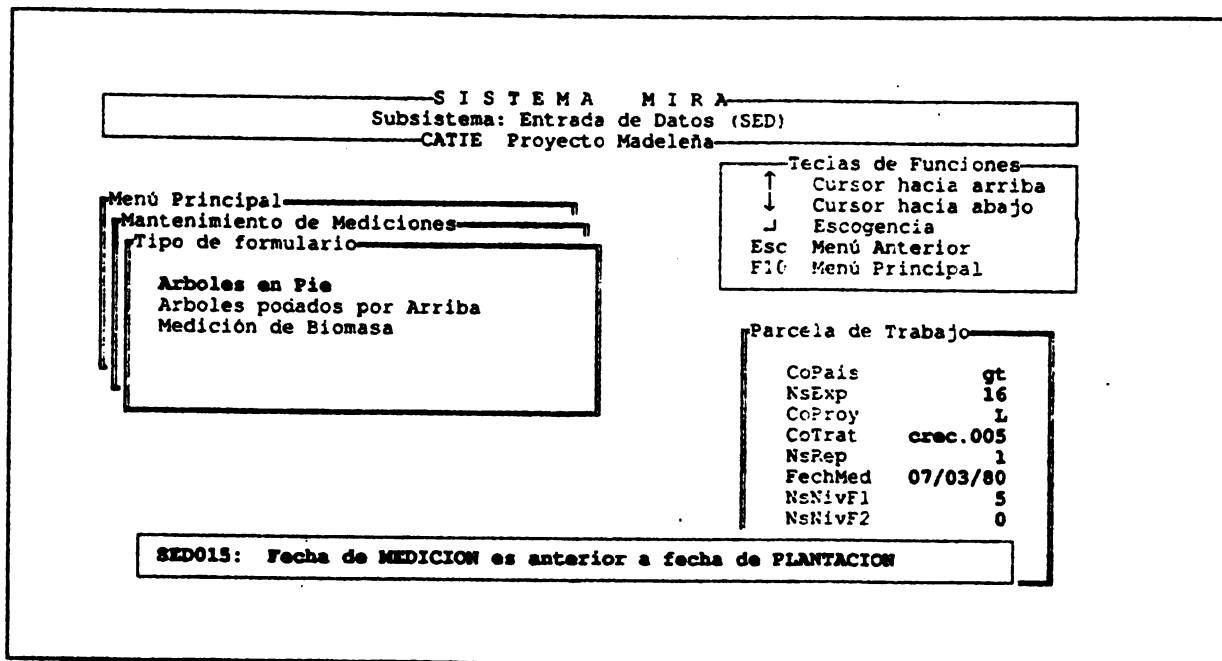 S I S T E M A M I R A
Subsistema: Entrada de Datos (SED)
CATIE Proyecto Madeleña
Teclas de Funciones
↑ Cursor hacia arriba
↓ Cursor hacia abajo
┘ Escogencia
Esc Menú Anterior
F10 Menú Principal
Menú Principal
Mantenimiento de Mediciones
Tipo de formulario
Arboles en Pie
Arboles podados por Arriba
Medición de Biomasa
Parcela de Trabajo
CoPais gt
NsExp 16
CoProy L
CoTrat crec.005
NsRep 1
FechMed 07/03/80
NsNivF1 5
NsNivF2 0
SED015: Fecha de MEDICION es anterior a fecha de PLANTACION